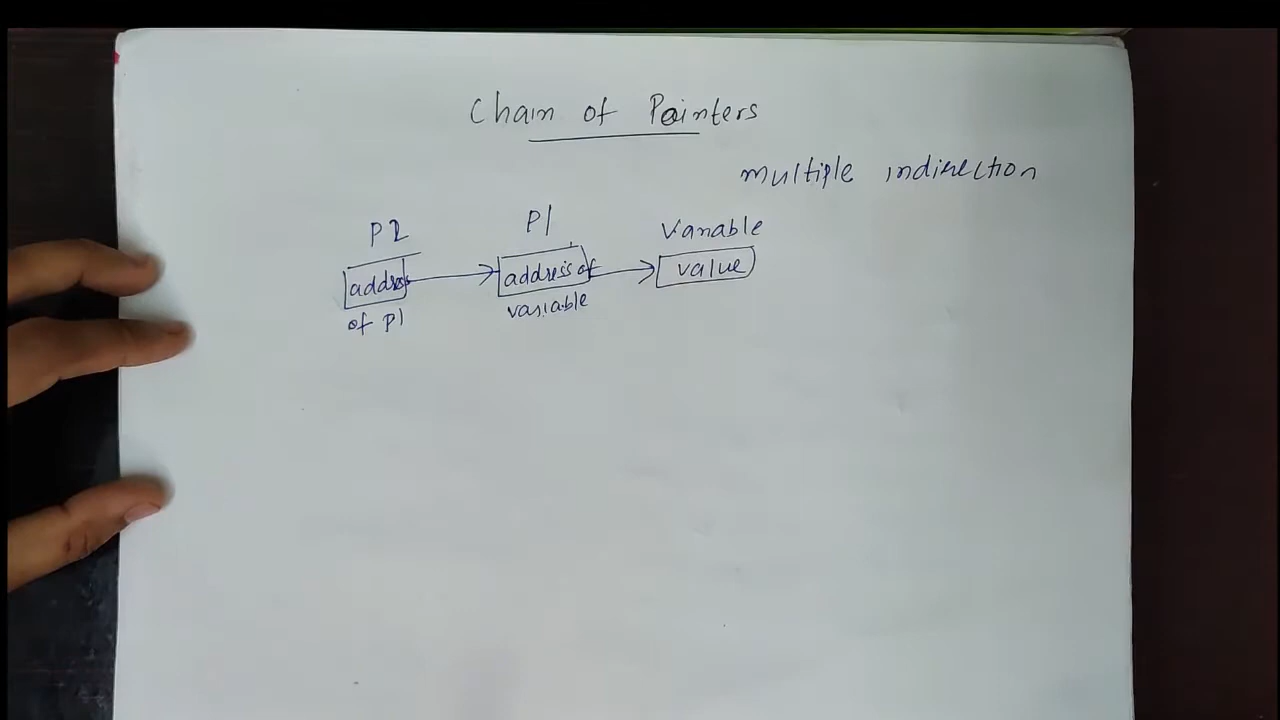 Chain of Pointers
multiple indirection
P2 P1 Variable
address address of value
of p1 variable